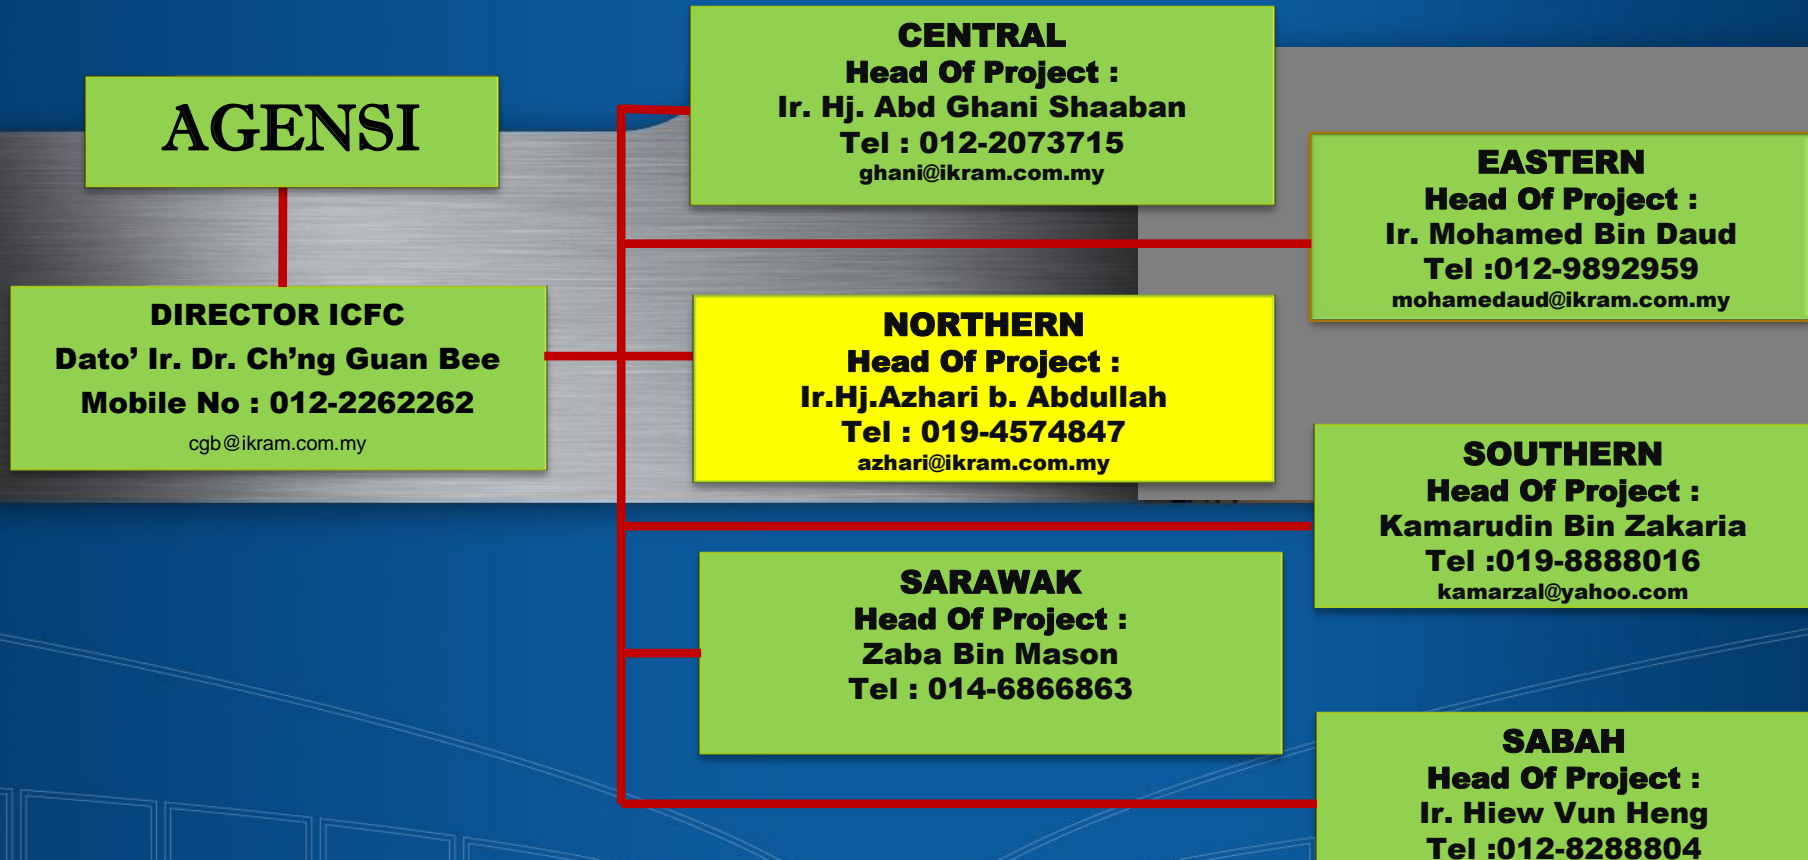 AGENSI
DIRECTOR ICFC
Dato’ Ir. Dr. Ch’ng Guan Bee
Mobile No : 012-2262262
cgb@ikram.com.my
CENTRAL
Head Of Project :
Ir. Hj. Abd Ghani Shaaban
Tel : 012-2073715
ghani@ikram.com.my
EASTERN
Head Of Project :
Ir. Mohamed Bin Daud
Tel :012-9892959
mohamedaud@ikram.com.my
NORTHERN
Head Of Project :
Ir.Hj.Azhari b. Abdullah
Tel : 019-4574847
azhari@ikram.com.my
SOUTHERN
Head Of Project :
Kamarudin Bin Zakaria
Tel :019-8888016
kamarzal@yahoo.com
SARAWAK
Head Of Project :
Zaba Bin Mason
Tel : 014-6866863
SABAH
Head Of Project :
Ir. Hiew Vun Heng
Tel :012-8288804